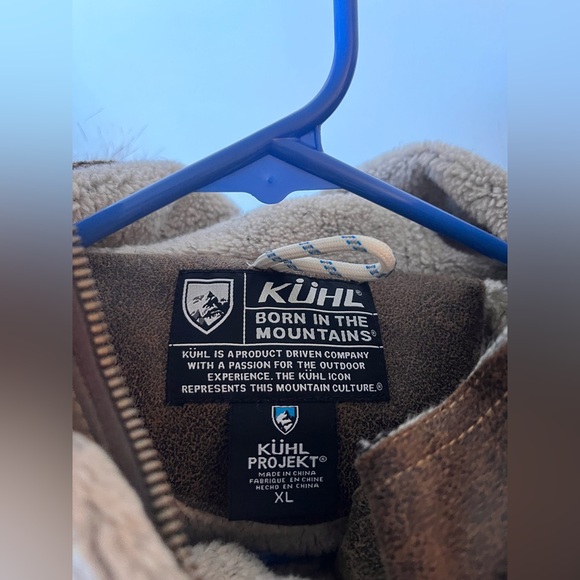 KÜHL®
BORN IN THE
MOUNTAINS®
KÜHL IS A PRODUCT DRIVEN COMPANY
WITH A PASSION FOR THE OUTDOOR
EXPERIENCE. THE KÜHL ICON
REPRESENTS THIS MOUNTAIN CULTURE.®
KÜHL
PROJEKT®
MADE IN CHINA
FABRIQUE EN CHINE
HECHO EN CHINA
XL